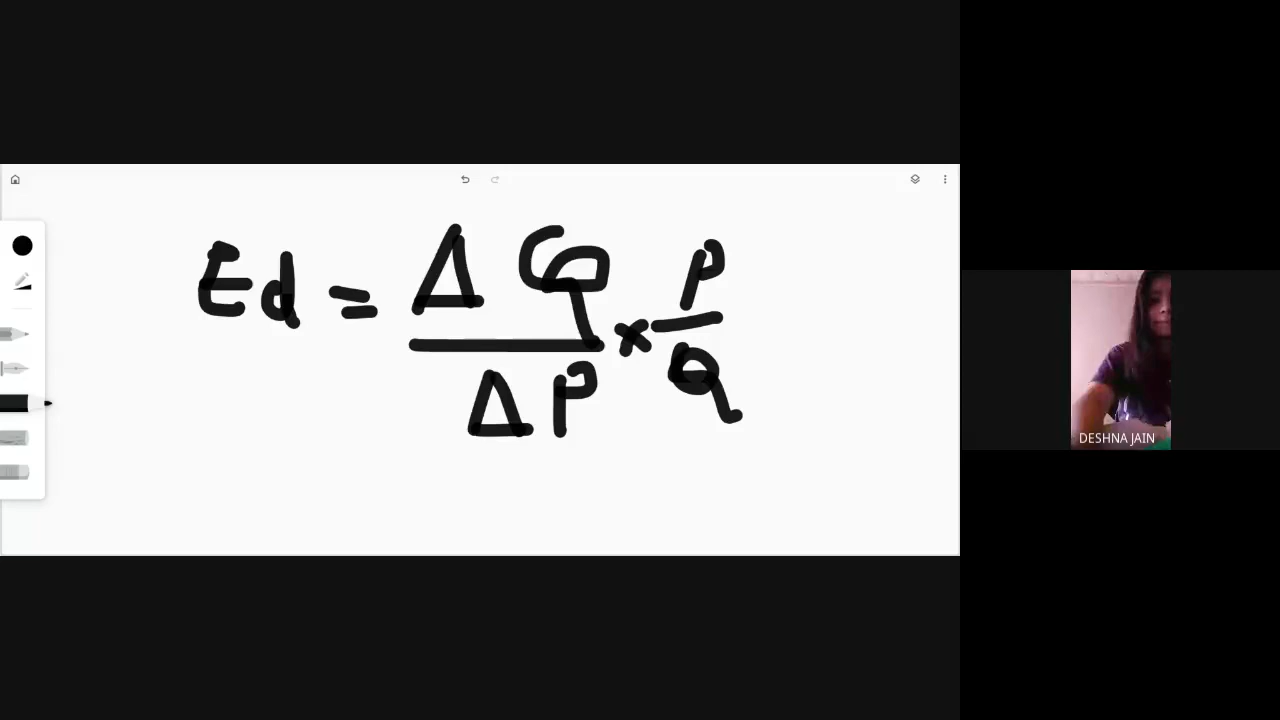 Ed = ΔQ/ΔP × P/Q
DESHNA JAIN